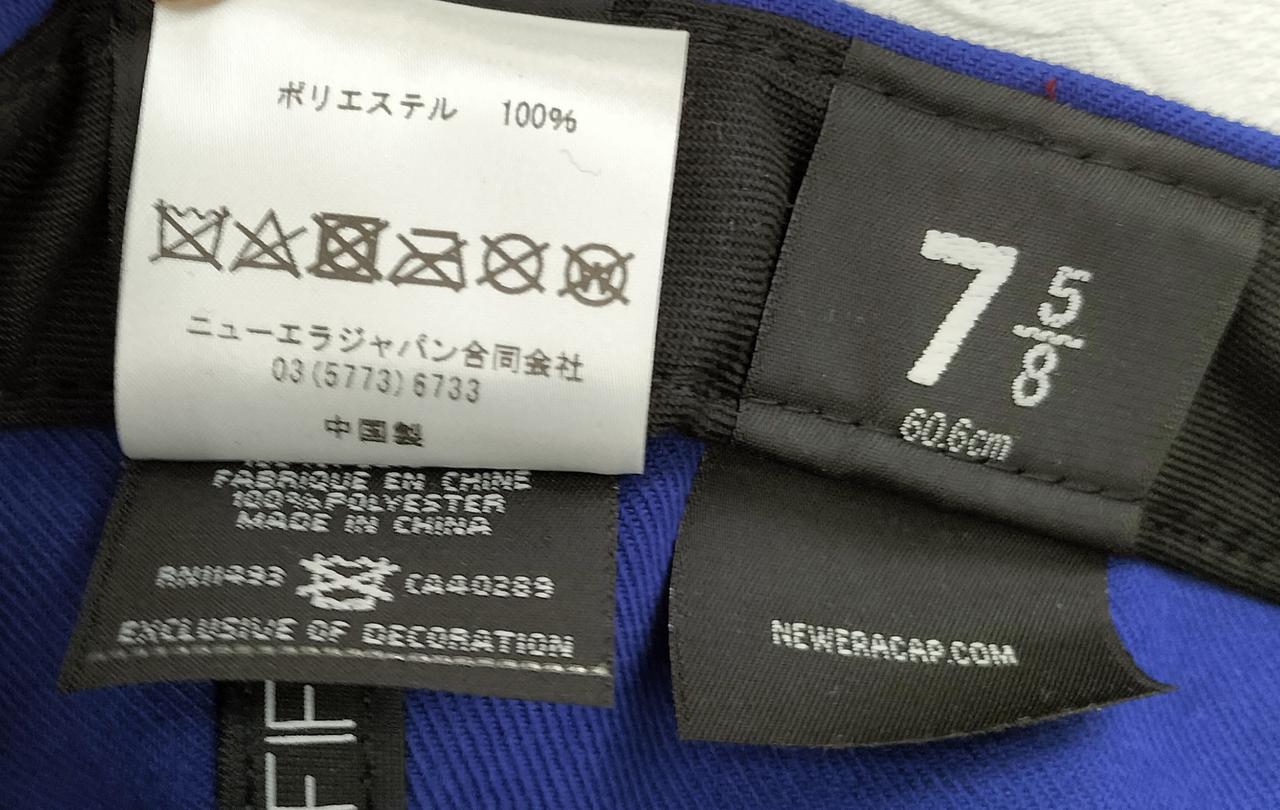 ポリエステル 100%
ニューエラジャパン合同会社
03(5773)6733
中国製
FABRIQUE EN CHINE
100% POLYESTER
MADE IN CHINA
RN11493 CA40289
EXCLUSIVE OF DECORATION
7 5/8
60.6cm
NEWERACAP.COM
FIF